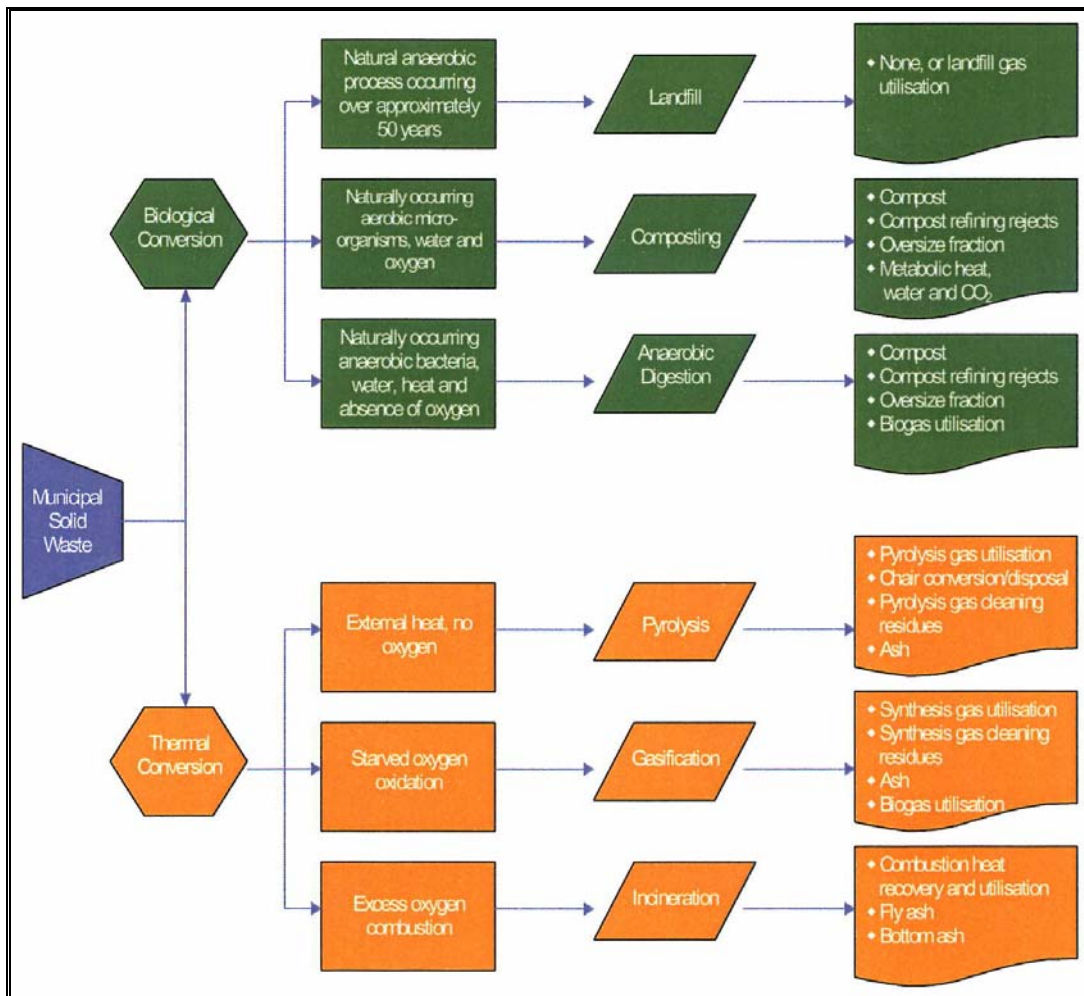 Natural anaerobic
process occurring
over approximately
50 years
Landfill
◆ None, or landfill gas
utilisation
Biological
Conversion
Naturally occurring
aerobic micro-
organisms, water and
oxygen
Composting
◆ Compost
◆ Compost refining rejects
◆ Oversize fraction
◆ Metabolic heat,
water and CO₂
Naturally occurring
anaerobic bacteria,
water, heat and
absence of oxygen
Anaerobic
Digestion
◆ Compost
◆ Compost refining rejects
◆ Oversize fraction
◆ Biogas utilisation
Municipal
Solid
Waste
External heat, no
oxygen
Pyrolysis
◆ Pyrolysis gas utilisation
◆ Chair conversion/disposal
◆ Pyrolysis gas cleaning
residues
◆ Ash
Thermal
Conversion
Starved oxygen
oxidation
Gasification
◆ Synthesis gas utilisation
◆ Synthesis gas cleaning
residues
◆ Ash
◆ Biogas utilisation
Excess oxygen
combustion
Incineration
◆ Combustion heat
recovery and utilisation
◆ Fly ash
◆ Bottom ash